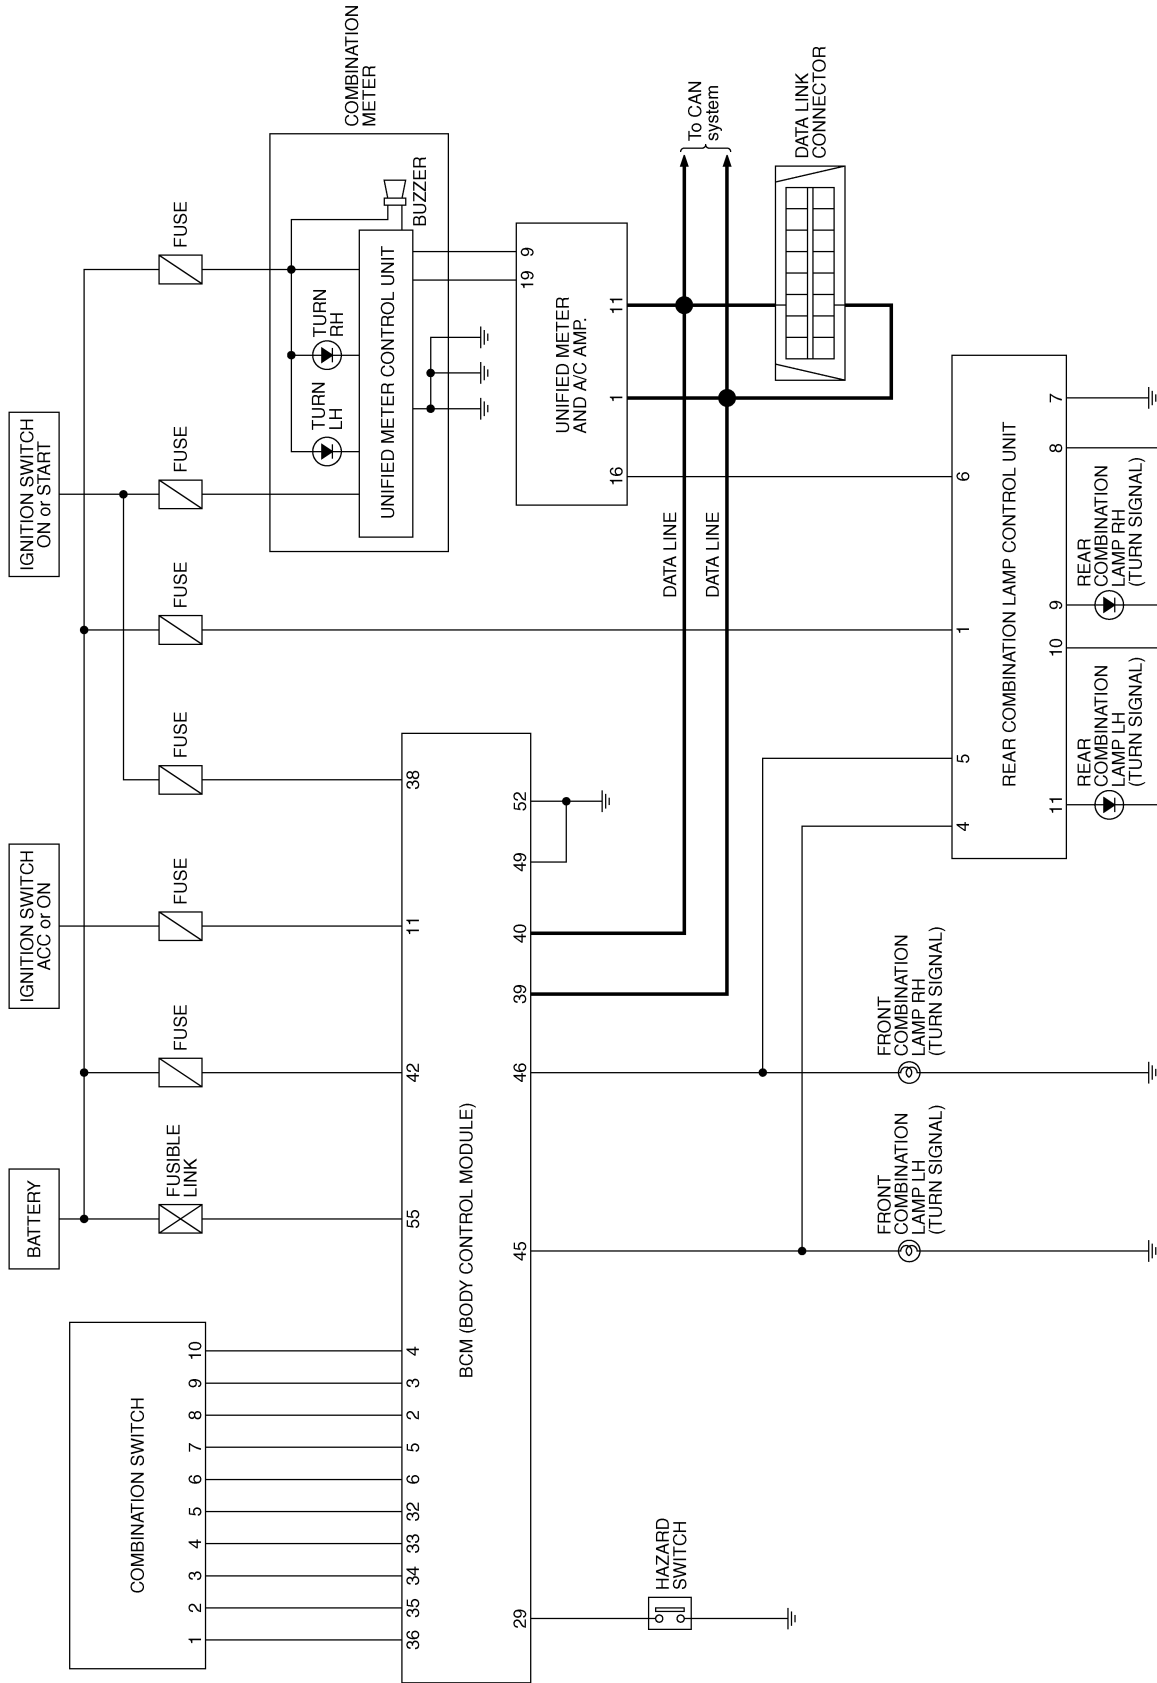 BATTERY
IGNITION SWITCH
ACC or ON
IGNITION SWITCH
ON or START
FUSIBLE
LINK
FUSE
FUSE
FUSE
FUSE
FUSE
FUSE
COMBINATION SWITCH
1 2 3 4 5 6 7 8 9 10
36 35 34 33 32 6 5 2 3 4 55 42 11 38
BCM (BODY CONTROL MODULE)
29 45 46 39 40 49 52
HAZARD
SWITCH
COMBINATION
METER
TURN
LH
TURN
RH
BUZZER
UNIFIED METER CONTROL UNIT
19 9
UNIFIED METER
AND A/C AMP.
16 1 11
DATA LINE
DATA LINE
To CAN
system
DATA LINK
CONNECTOR
FRONT
COMBINATION
LAMP LH
(TURN SIGNAL)
FRONT
COMBINATION
LAMP RH
(TURN SIGNAL)
4 5 1 6
REAR COMBINATION LAMP CONTROL UNIT
11 10 9 8 7
REAR
COMBINATION
LAMP LH
(TURN SIGNAL)
REAR
COMBINATION
LAMP RH
(TURN SIGNAL)